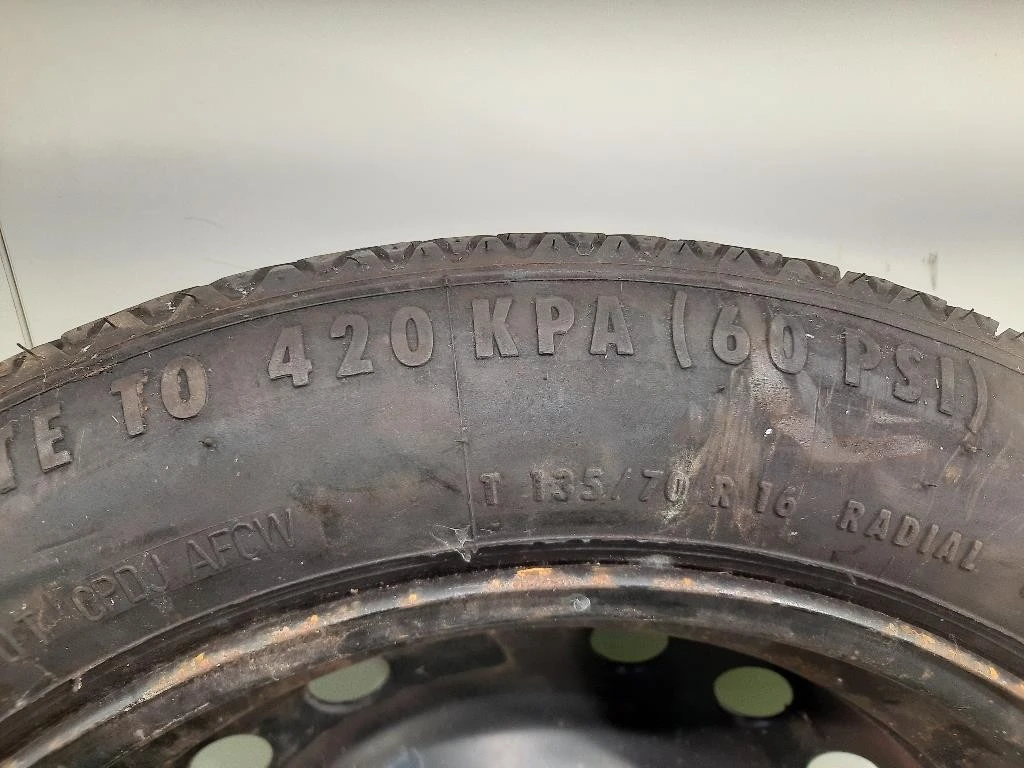 TE TO 420 KPA (60 PSI)
T 135/70 R 16 RADIAL
CPDJ AFCW